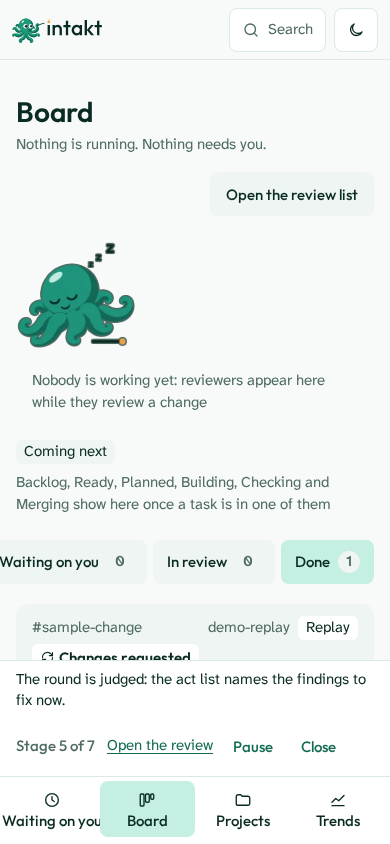 intakt
Search
Board
Nothing is running. Nothing needs you.
Open the review list
z z z
Nobody is working yet: reviewers appear here
while they review a change
Coming next
Backlog, Ready, Planned, Building, Checking and
Merging show here once a task is in one of them
Waiting on you 0 In review 0 Done 1
#sample-change demo-replay Replay
Changes requested
The round is judged: the act list names the findings to
fix now.
Stage 5 of 7 Open the review Pause Close
Waiting on you Board Projects Trends